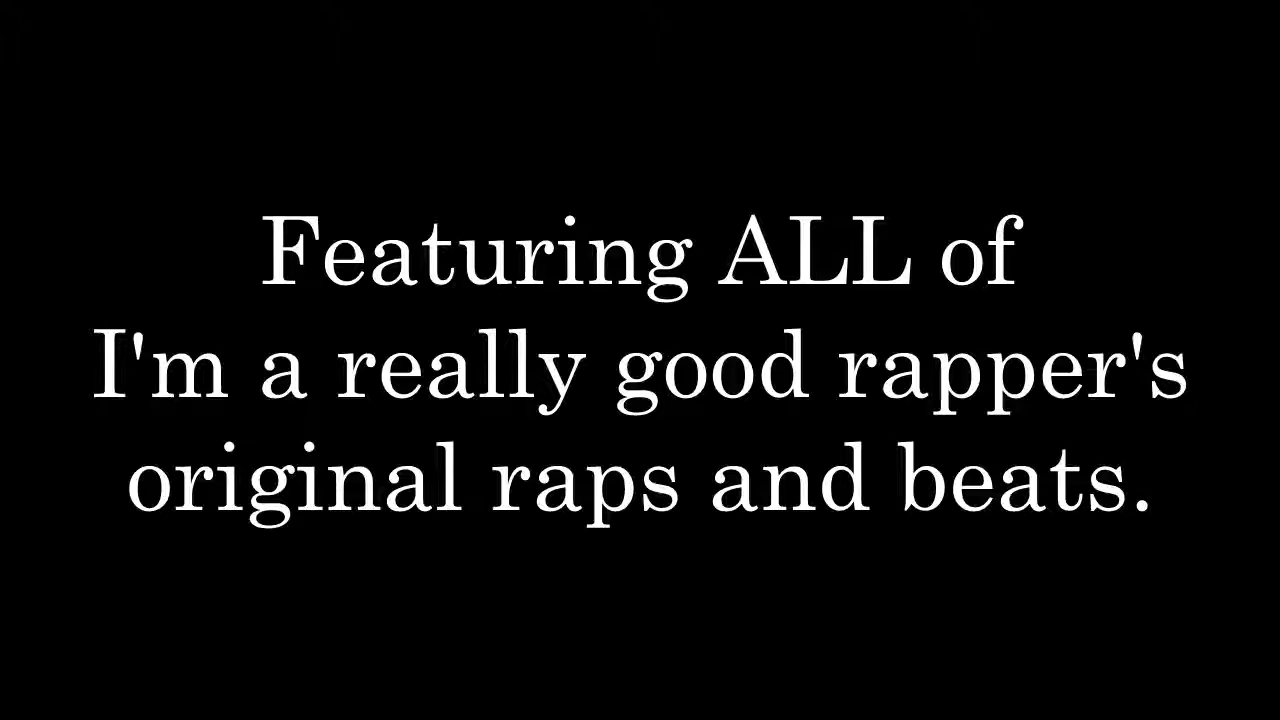 Featuring ALL of
I'm a really good rapper's
original raps and beats.